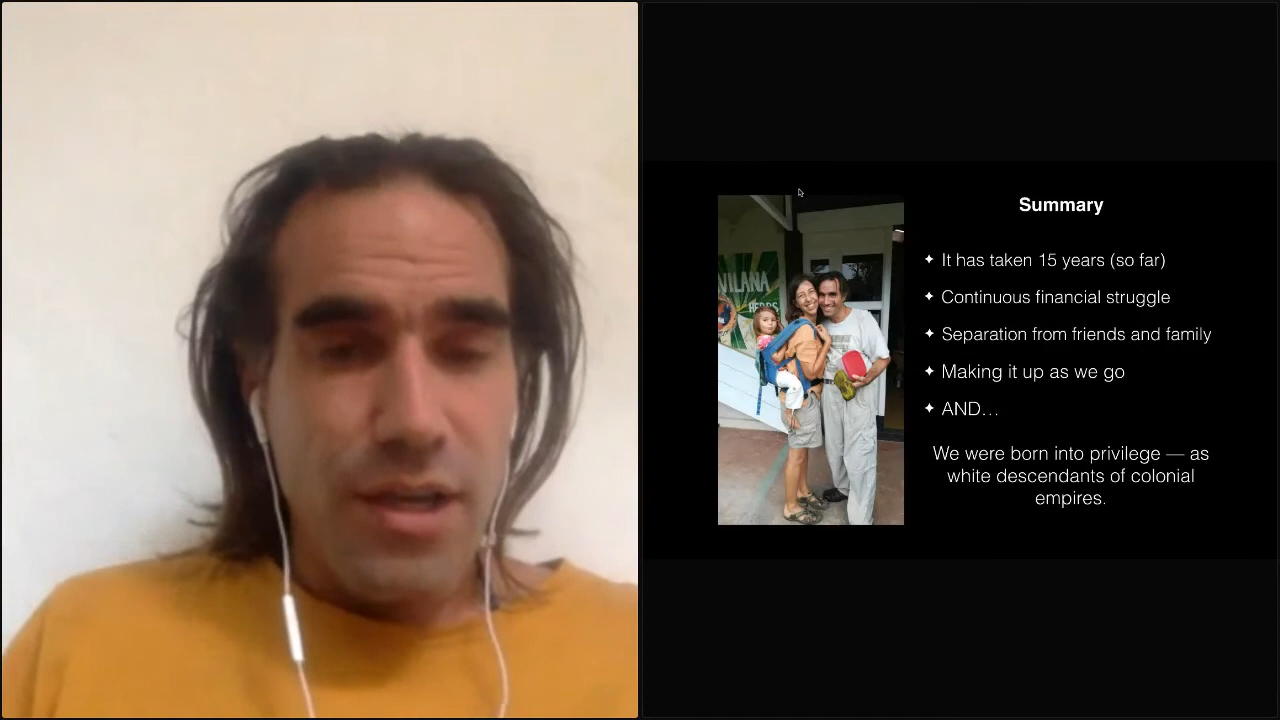 Summary
✦ It has taken 15 years (so far)
✦ Continuous financial struggle
✦ Separation from friends and family
✦ Making it up as we go
✦ AND...
We were born into privilege — as
white descendants of colonial
empires.
VILANA
HERBS